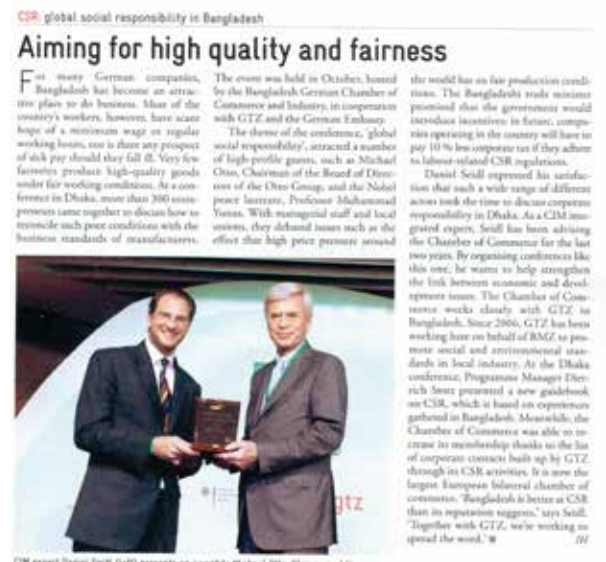 CSR: global social responsibility in Bangladesh
Aiming for high quality and fairness
For many German companies,
Bangladesh has become an attrac-
tive place to do business. Most of the
country's workers, however, have scant
hope of a minimum wage or regular
working hours, nor is there any prospect
of sick pay should they fall ill. Very few
factories produce high-quality goods
under fair working conditions. At a con-
ference in Dhaka, more than 300 entre-
preneurs came together to discuss how to
reconcile such poor conditions with the
business standards of manufacturers.
The event was held in October, hosted
by the Bangladesh German Chamber of
Commerce and Industry, in cooperation
with GTZ and the German Embassy.
The theme of the conference, 'global
social responsibility', attracted a number
of high-profile guests, such as Michael
Otto, Chairman of the Board of Direc-
tors of the Otto Group, and the Nobel
peace laureate, Professor Muhammad
Yunus. With managerial staff and local
unions, they debated issues such as the
effect that high price pressure around
the world has on fair production condi-
tions. The Bangladeshi trade minister
promised that the government would
introduce incentives: in future, compa-
nies operating in the country will have to
pay 10 % less corporate tax if they adhere
to labour-related CSR regulations.
Daniel Seidl expressed his satisfac-
tion that such a wide range of different
actors took the time to discuss corporate
responsibility in Dhaka. As a CIM inte-
grated expert, Seidl has been advising
the Chamber of Commerce for the last
two years. By organising conferences like
this one, he wants to help strengthen
the link between economic and devel-
opment issues. The Chamber of Com-
merce works closely with GTZ in
Bangladesh. Since 2006, GTZ has been
working here on behalf of BMZ to pro-
mote social and environmental stan-
dards in local industry. At the Dhaka
conference, Programme Manager Diet-
rich presented a new guidebook
on CSR, which is based on experiences
gathered in Bangladesh. Meanwhile, the
Chamber of Commerce was able to in-
crease its membership thanks to the list
of corporate contacts built up by GTZ
through its CSR activities. It is now the
largest European bilateral chamber of
commerce. 'Bangladesh is better at CSR
than its reputation suggests,' says Seidl.
'Together with GTZ, we're working to
spread the word.'
gtz